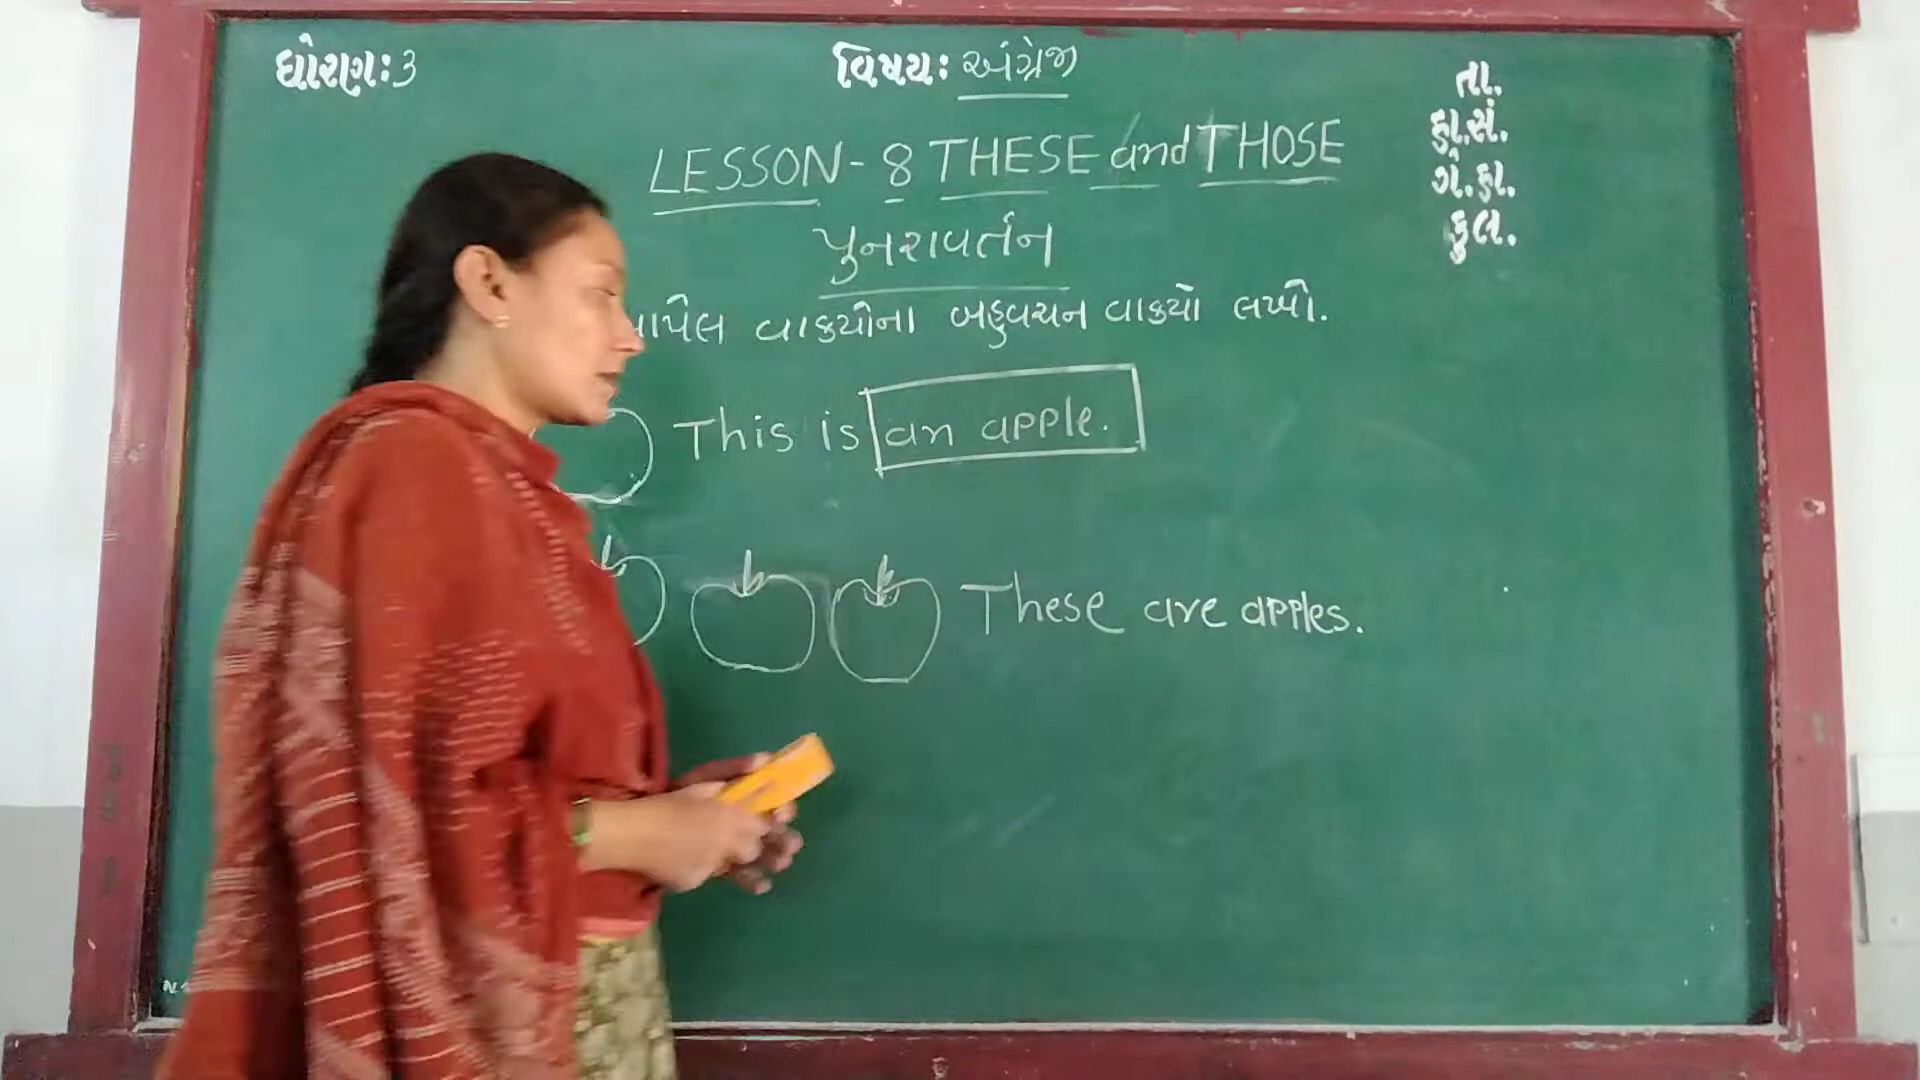 ધોરણ: 3
વિષય: અંગ્રેજી
તા.
હા.સં.
ગે.હા.
કુલ.
LESSON - 8 THESE and THOSE
પુનરાવર્તન
વાક્યોના બહુવચન વાક્યો લખો.
This is an apple.
These are apples.